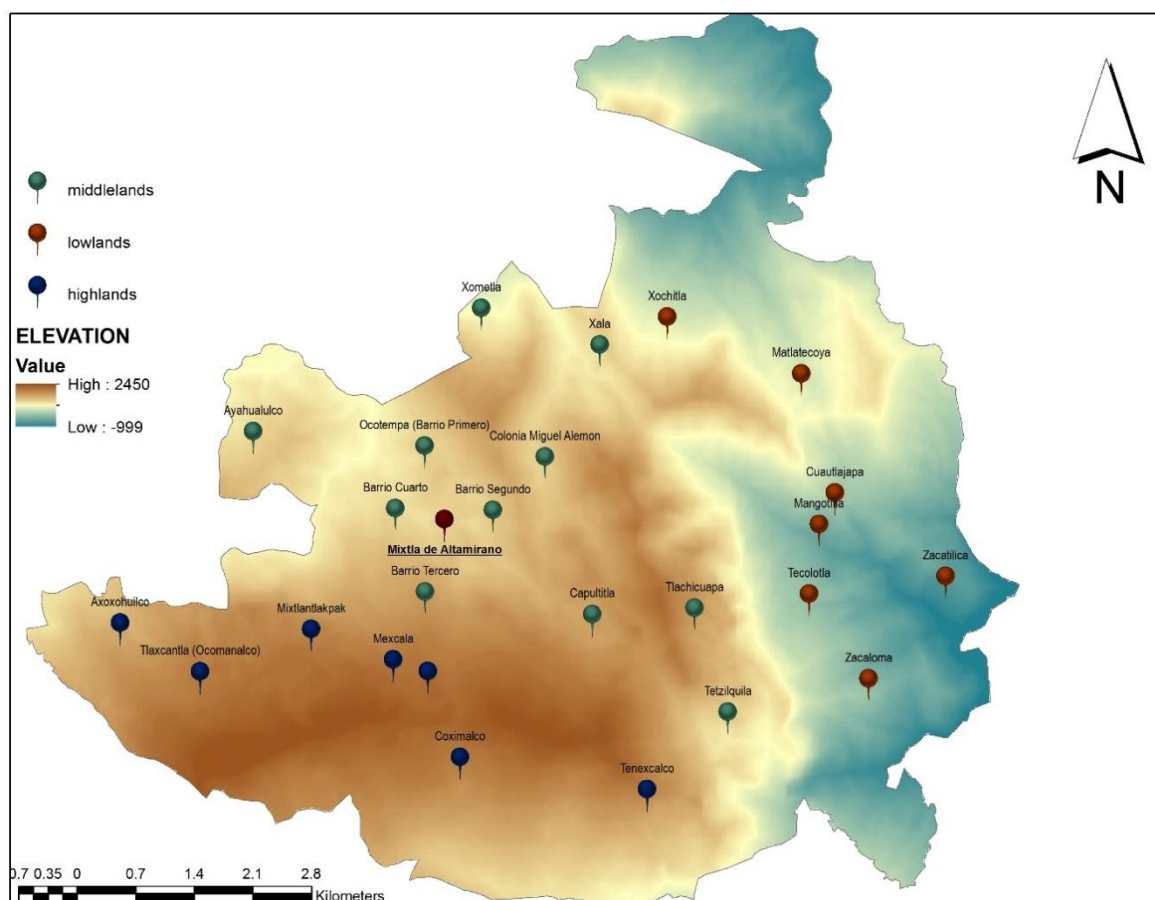 N
middlelands
lowlands
highlands
ELEVATION
Value
High : 2450
Low : -999
Xometla
Xochitla
Xala
Matlatecoya
Ayahualulco
Ocotempa (Barrio Primero)
Colonia Miguel Alemon
Cuautlajapa
Barrio Cuarto
Barrio Segundo
Mixtla de Altamirano
Zacatilica
Barrio Tercero
Tecolotla
Capultitla
Tlachicuapa
Axoxohuilco
Mixtlantlakpak
Mexcala
Tlaxcantla (Ocomanalco)
Zacaloma
Tetzilquila
Coximalco
Tenexcalco
0.7 0.35 0 0.7 1.4 2.1 2.8
Kilometers